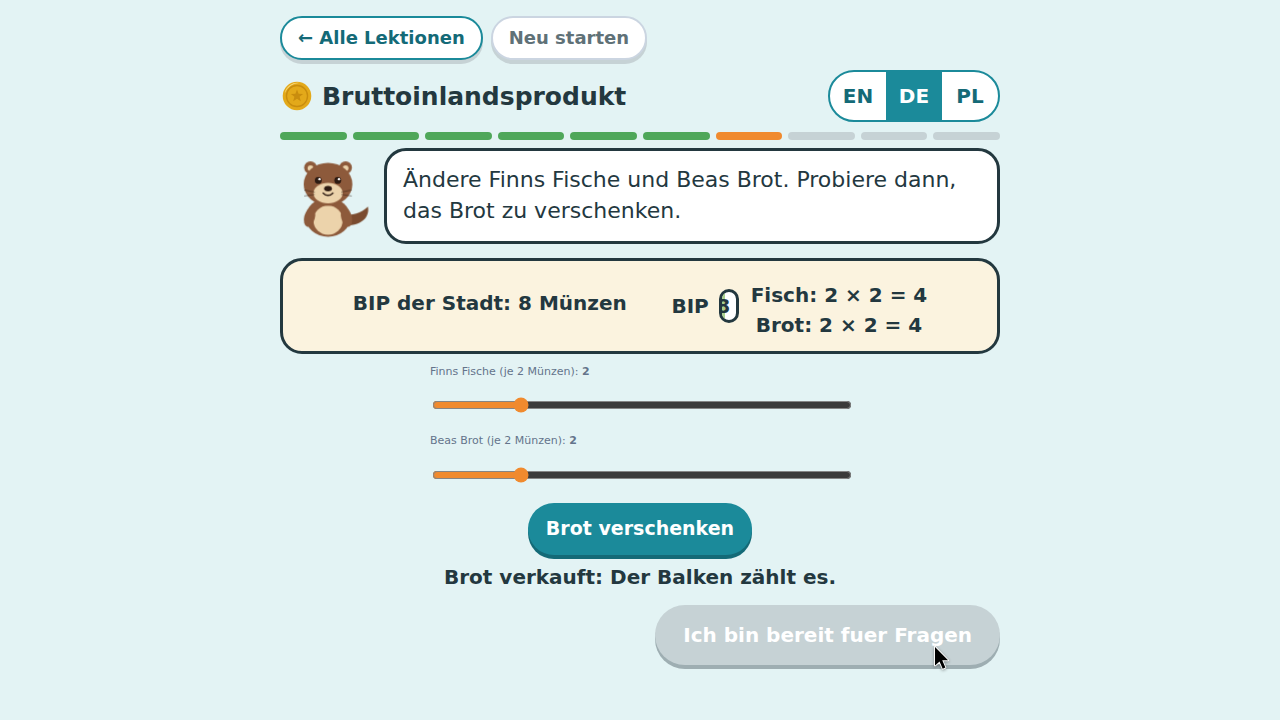 ← Alle Lektionen
Neu starten
Bruttoinlandsprodukt
EN DE PL
Ändere Finns Fische und Beas Brot. Probiere dann,
das Brot zu verschenken.
BIP der Stadt: 8 Münzen
BIP 8
Fisch: 2 × 2 = 4
Brot: 2 × 2 = 4
Finns Fische (je 2 Münzen): 2
Beas Brot (je 2 Münzen): 2
Brot verschenken
Brot verkauft: Der Balken zählt es.
Ich bin bereit fuer Fragen